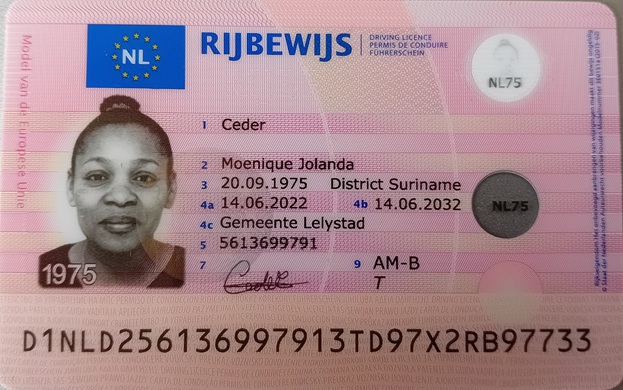 NL
RIJBEWIJS
DRIVING LICENCE
PERMIS DE CONDUIRE
FÜHRERSCHEIN
Model van de Europese Unie
NL75
1 Ceder
2 Moenique Jolanda
3 20.09.1975 District Suriname
4a 14.06.2022 4b 14.06.2032
4c Gemeente Lelystad
5 5613699791
NL75
7 9 AM-B
T
1975
D1NLD256136997913TD97X2RB97733